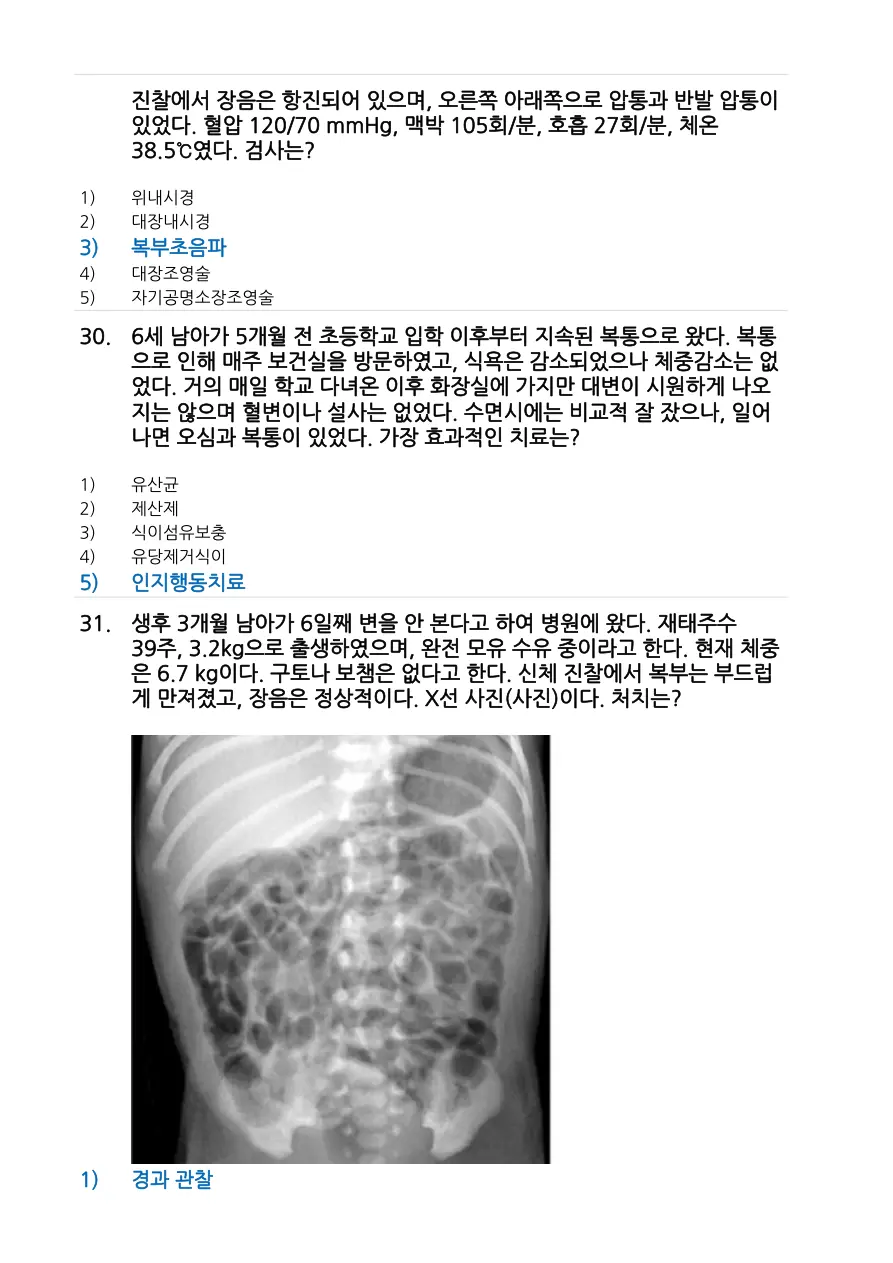 진찰에서 장음은 항진되어 있으며, 오른쪽 아래쪽으로 압통과 반발 압통이
있었다. 혈압 120/70 mmHg, 맥박 105회/분, 호흡 27회/분, 체온
38.5℃였다. 검사는?
1) 위내시경
2) 대장내시경
3) 복부초음파
4) 대장조영술
5) 자기공명소장조영술
30. 6세 남아가 5개월 전 초등학교 입학 이후부터 지속된 복통으로 왔다. 복통
으로 인해 매주 보건실을 방문하였고, 식욕은 감소되었으나 체중감소는 없
었다. 거의 매일 학교 다녀온 이후 화장실에 가지만 대변이 시원하게 나오
지는 않으며 혈변이나 설사는 없었다. 수면시에는 비교적 잘 잤으나, 일어
나면 오심과 복통이 있었다. 가장 효과적인 치료는?
1) 유산균
2) 제산제
3) 식이섬유보충
4) 유당제거식이
5) 인지행동치료
31. 생후 3개월 남아가 6일째 변을 안 본다고 하여 병원에 왔다. 재태주수
39주, 3.2kg으로 출생하였으며, 완전 모유 수유 중이라고 한다. 현재 체중
은 6.7 kg이다. 구토나 보챔은 없다고 한다. 신체 진찰에서 복부는 부드럽
게 만져졌고, 장음은 정상적이다. X선 사진(사진)이다. 처치는?
1) 경과 관찰